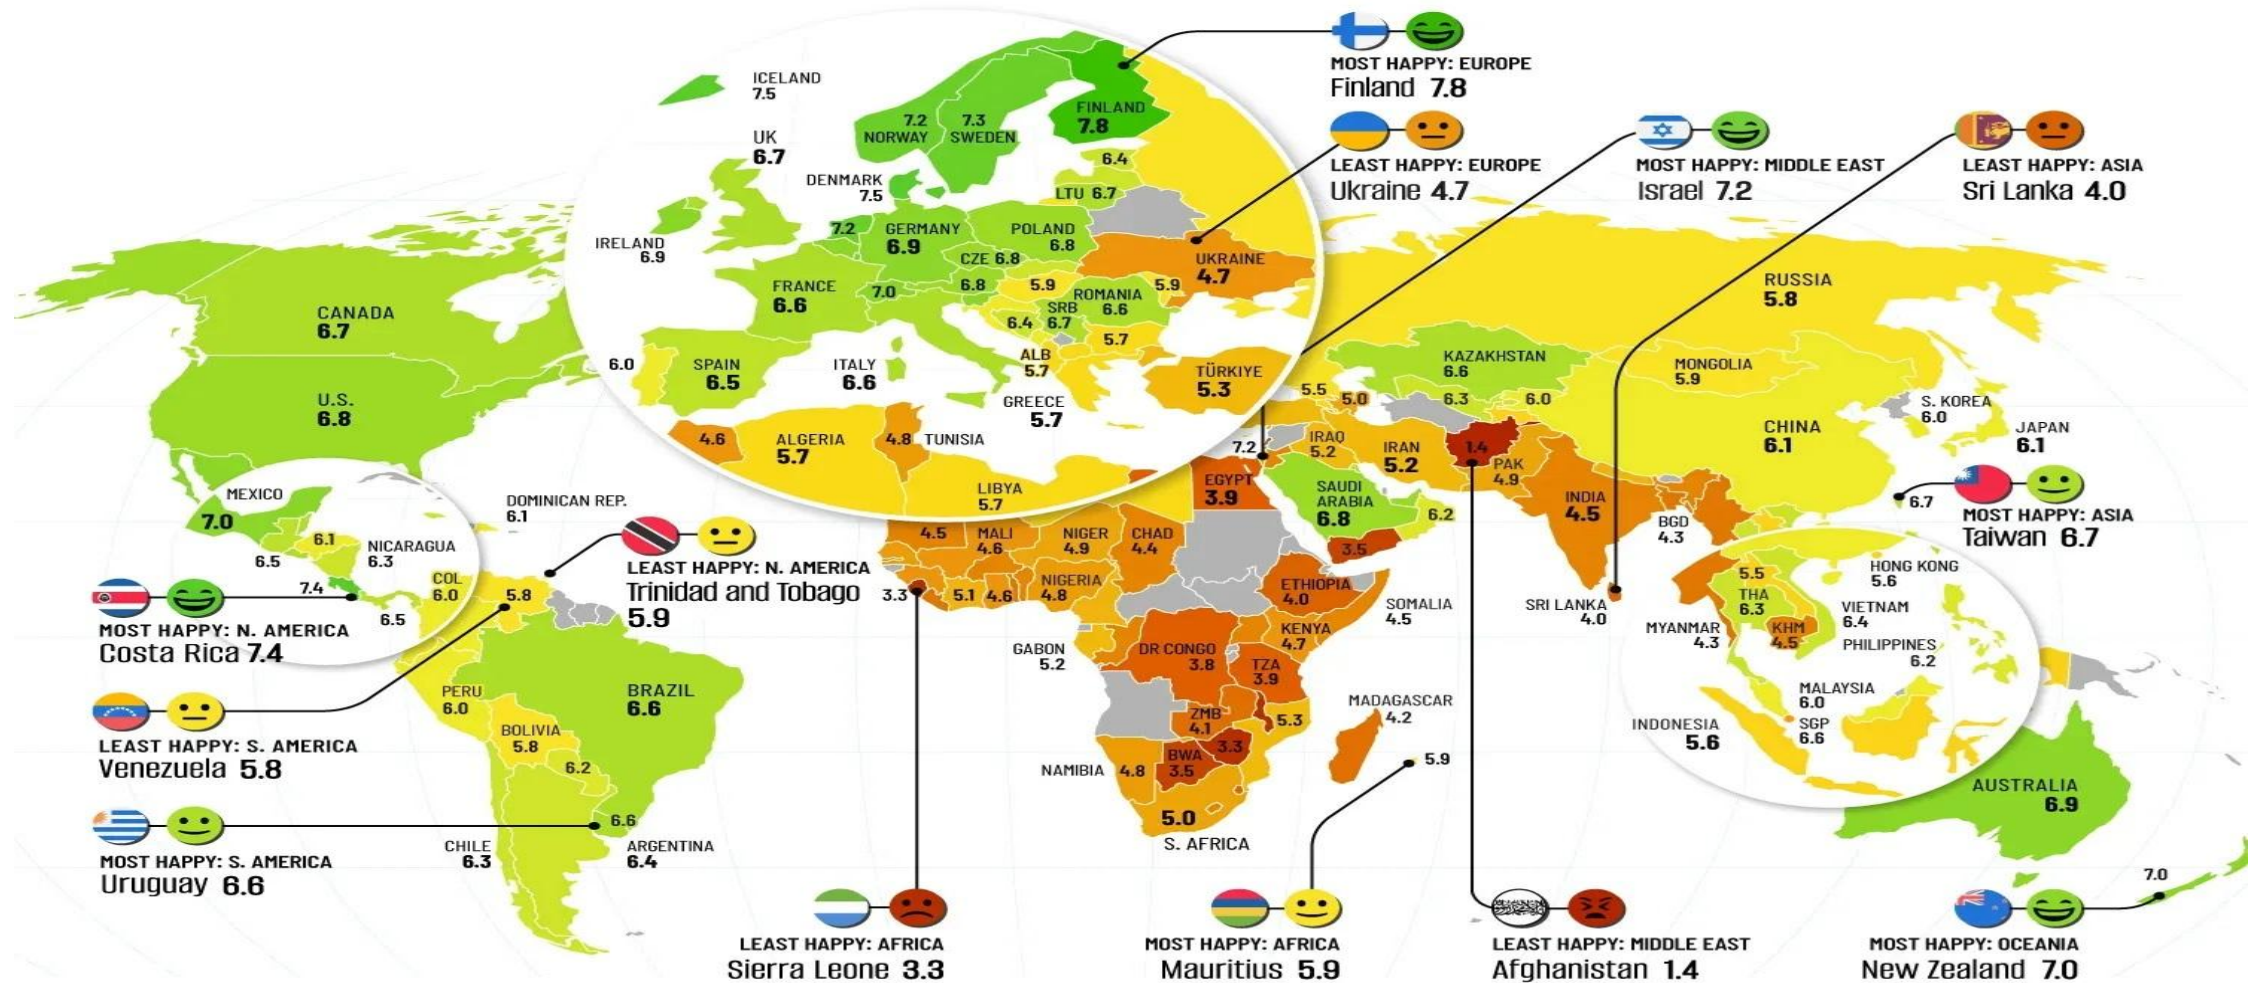 ICELAND
7.5
UK
6.7
7.2
NORWAY
7.3
SWEDEN
FINLAND
7.8
6.4
DENMARK
7.5
LTU 6.7
IRELAND
6.9
7.2
GERMANY
6.9
POLAND
6.8
CZE 6.8
FRANCE
6.6
7.0
6.8
5.9
ROMANIA
6.6
5.9
UKRAINE
4.7
SRB
6.7
6.4
5.7
ALB
5.7
6.0
SPAIN
6.5
ITALY
6.6
GREECE
5.7
TÜRKIYE
5.3
4.6
ALGERIA
5.7
4.8
TUNISIA
LIBYA
5.7
MOST HAPPY: EUROPE
Finland 7.8
LEAST HAPPY: EUROPE
Ukraine 4.7
MOST HAPPY: MIDDLE EAST
Israel 7.2
LEAST HAPPY: ASIA
Sri Lanka 4.0
CANADA
6.7
U.S.
6.8
MEXICO
7.0
6.1
6.5
NICARAGUA
6.3
7.4
6.5
COL
6.0
DOMINICAN REP.
6.1
5.8
LEAST HAPPY: N. AMERICA
Trinidad and Tobago
5.9
MOST HAPPY: N. AMERICA
Costa Rica 7.4
LEAST HAPPY: S. AMERICA
Venezuela 5.8
MOST HAPPY: S. AMERICA
Uruguay 6.6
PERU
6.0
BRAZIL
6.6
BOLIVIA
5.8
6.2
6.6
CHILE
6.3
ARGENTINA
6.4
RUSSIA
5.8
KAZAKHSTAN
6.6
MONGOLIA
5.9
5.5
5.0
6.3
6.0
S. KOREA
6.0
JAPAN
6.1
CHINA
6.1
7.2
IRAQ
5.2
IRAN
5.2
1.4
PAK
4.9
INDIA
4.5
BGD
4.3
6.7
MOST HAPPY: ASIA
Taiwan 6.7
EGYPT
3.9
SAUDI
ARABIA
6.8
6.2
3.5
4.5
MALI
4.6
NIGER
4.9
CHAD
4.4
3.3
5.1
4.6
NIGERIA
4.8
ETHIOPIA
4.0
SOMALIA
4.5
GABON
5.2
DR CONGO
3.8
KENYA
4.7
TZA
3.9
ZMB
4.1
5.3
MADAGASCAR
4.2
NAMIBIA
4.8
BWA
3.5
3.3
5.9
5.0
S. AFRICA
SRI LANKA
4.0
HONG KONG
5.6
5.5
THA
6.3
VIETNAM
6.4
MYANMAR
4.3
KHM
4.5
PHILIPPINES
6.2
MALAYSIA
6.0
SGP
6.6
INDONESIA
5.6
AUSTRALIA
6.9
7.0
LEAST HAPPY: AFRICA
Sierra Leone 3.3
MOST HAPPY: AFRICA
Mauritius 5.9
LEAST HAPPY: MIDDLE EAST
Afghanistan 1.4
MOST HAPPY: OCEANIA
New Zealand 7.0